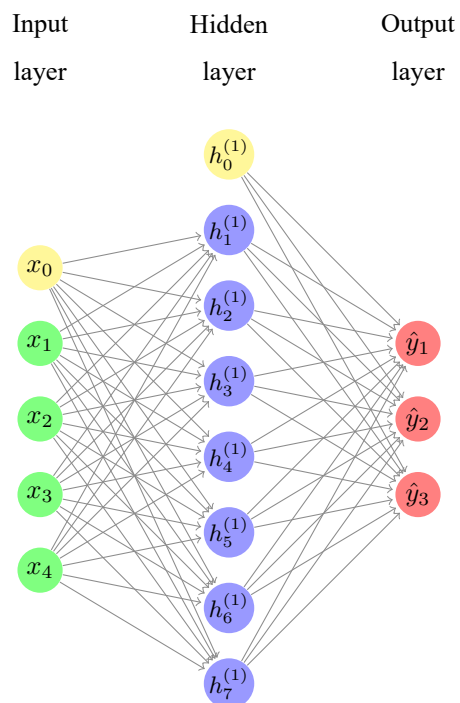 Input layer
Hidden layer
Output layer
h_0^{(1)}
h_1^{(1)}
x_0
h_2^{(1)}
x_1
ŷ_1
h_3^{(1)}
x_2
ŷ_2
h_4^{(1)}
x_3
ŷ_3
h_5^{(1)}
x_4
h_6^{(1)}
h_7^{(1)}